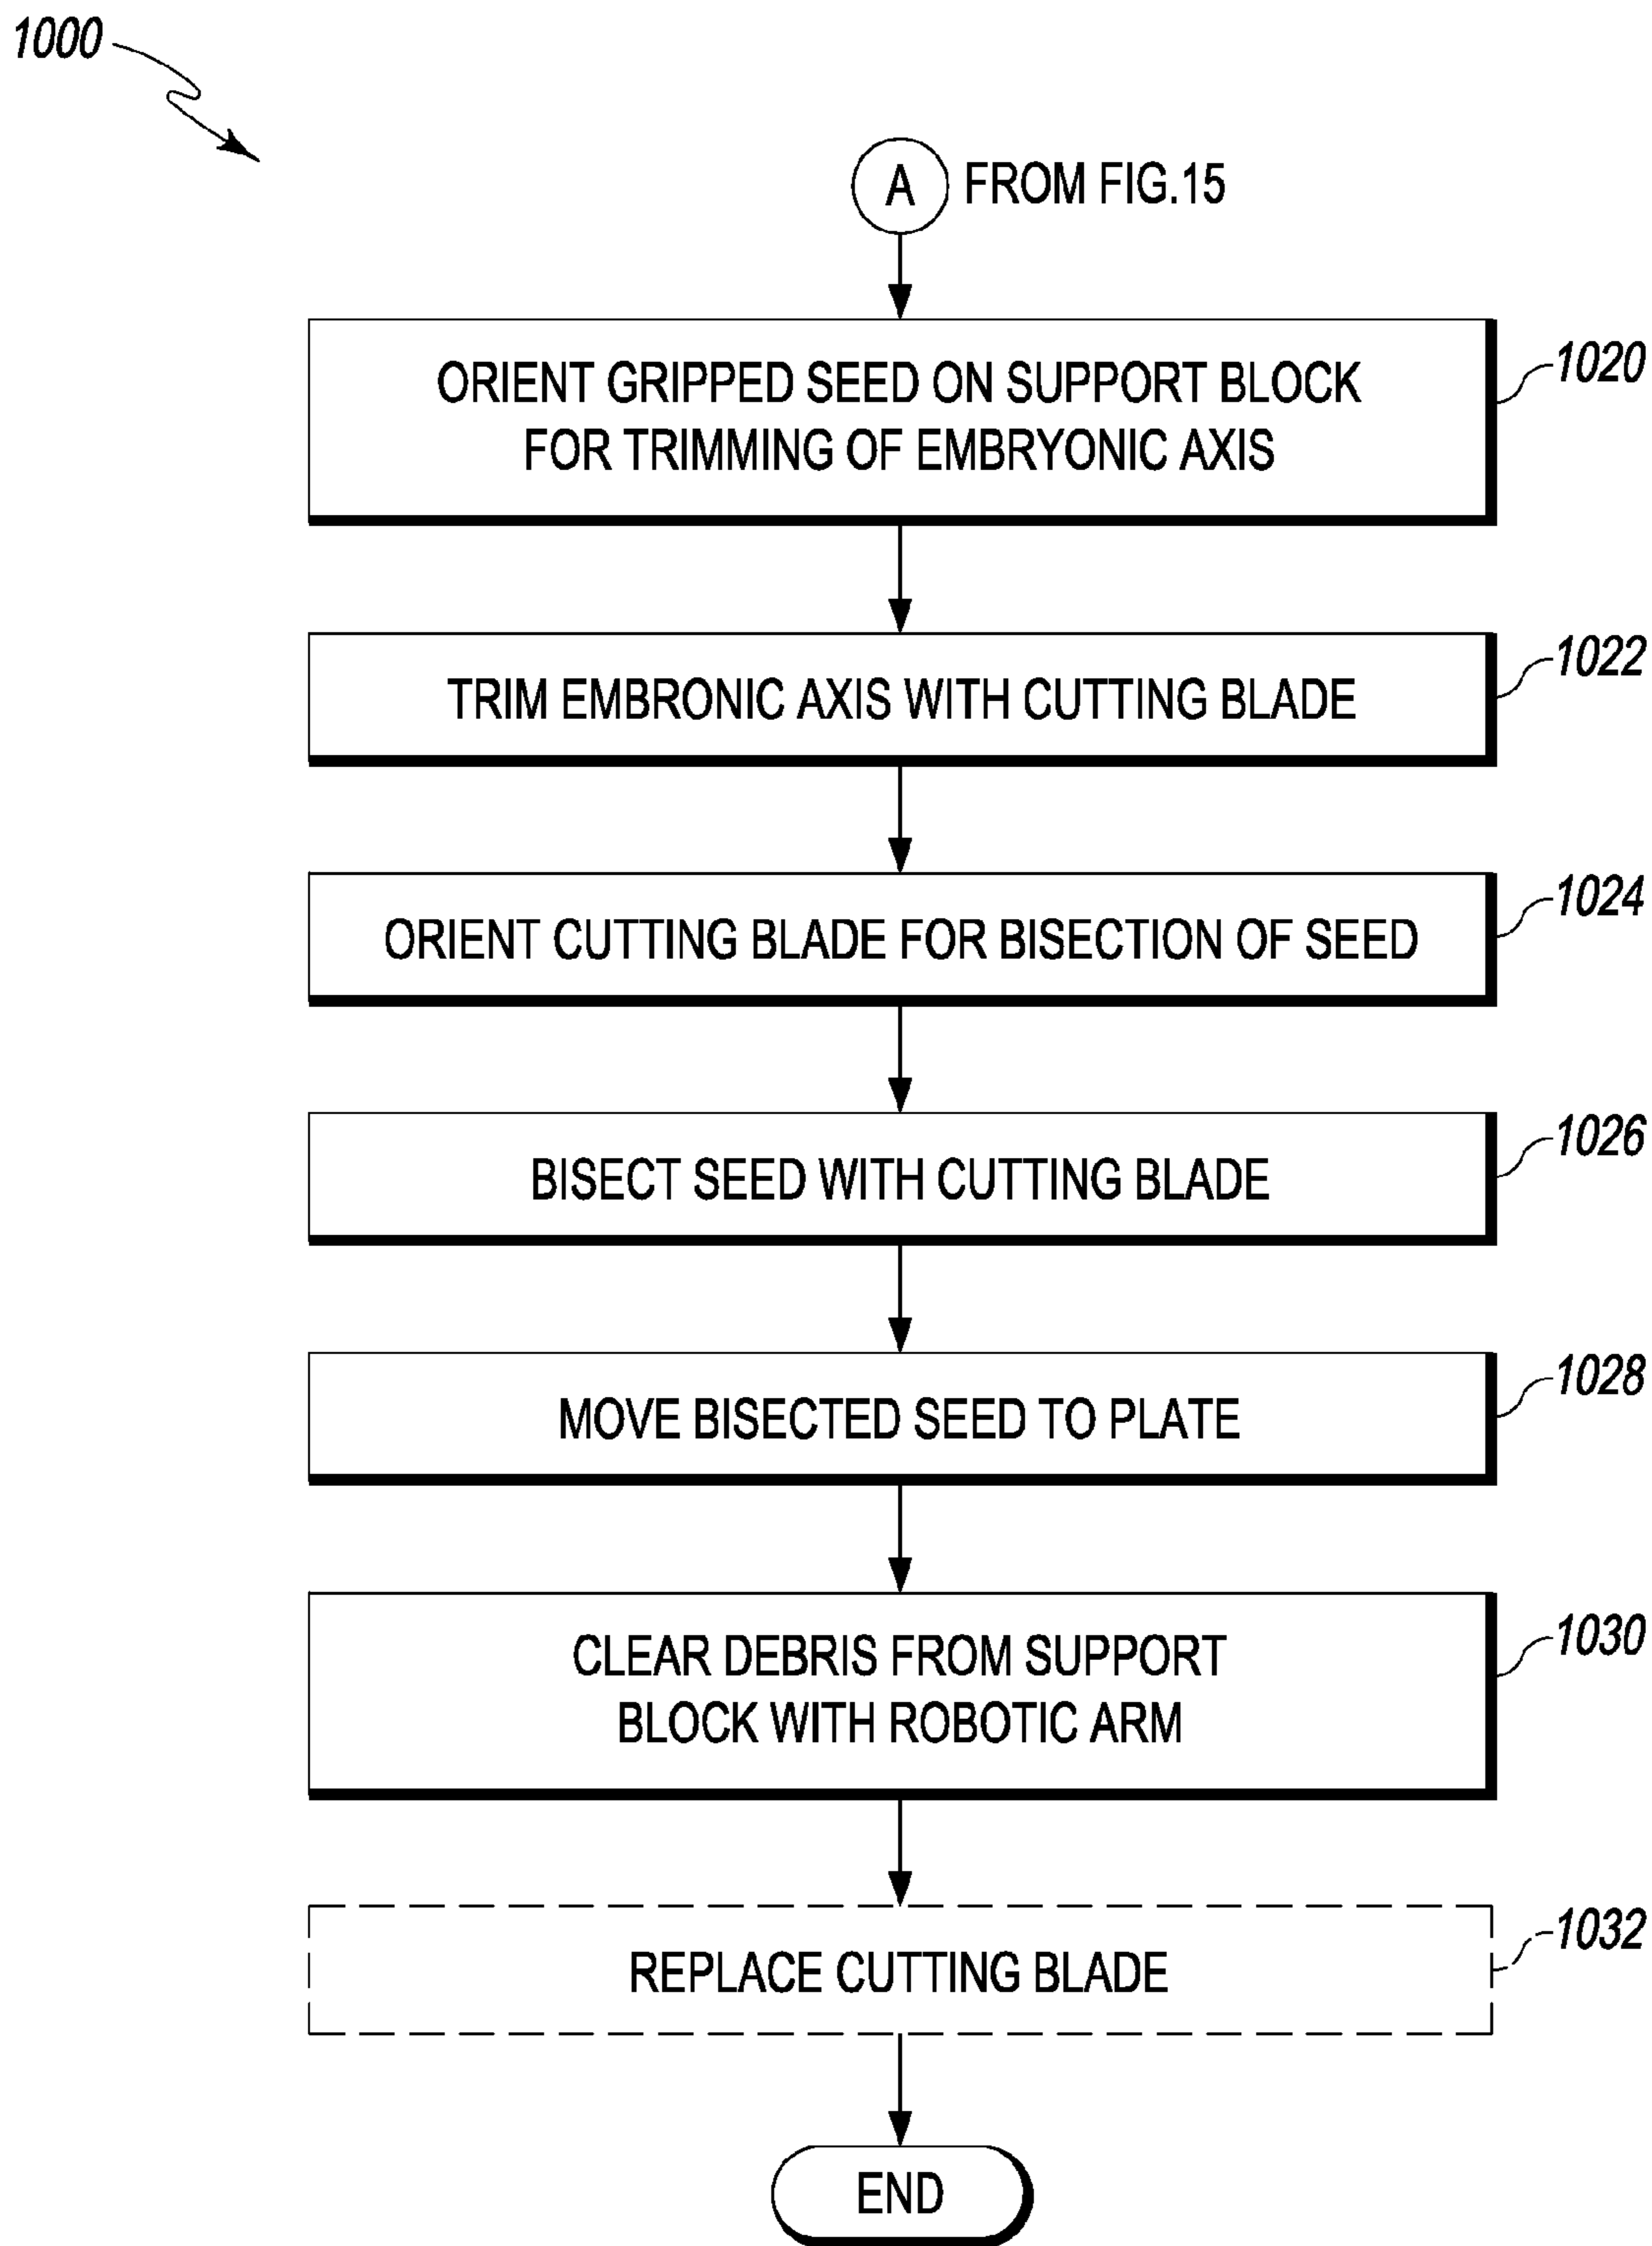 1000
A FROM FIG.15
ORIENT GRIPPED SEED ON SUPPORT BLOCK
FOR TRIMMING OF EMBRYONIC AXIS
1020
TRIM EMBRONIC AXIS WITH CUTTING BLADE
1022
ORIENT CUTTING BLADE FOR BISECTION OF SEED
1024
BISECT SEED WITH CUTTING BLADE
1026
MOVE BISECTED SEED TO PLATE
1028
CLEAR DEBRIS FROM SUPPORT
BLOCK WITH ROBOTIC ARM
1030
REPLACE CUTTING BLADE
1032
END